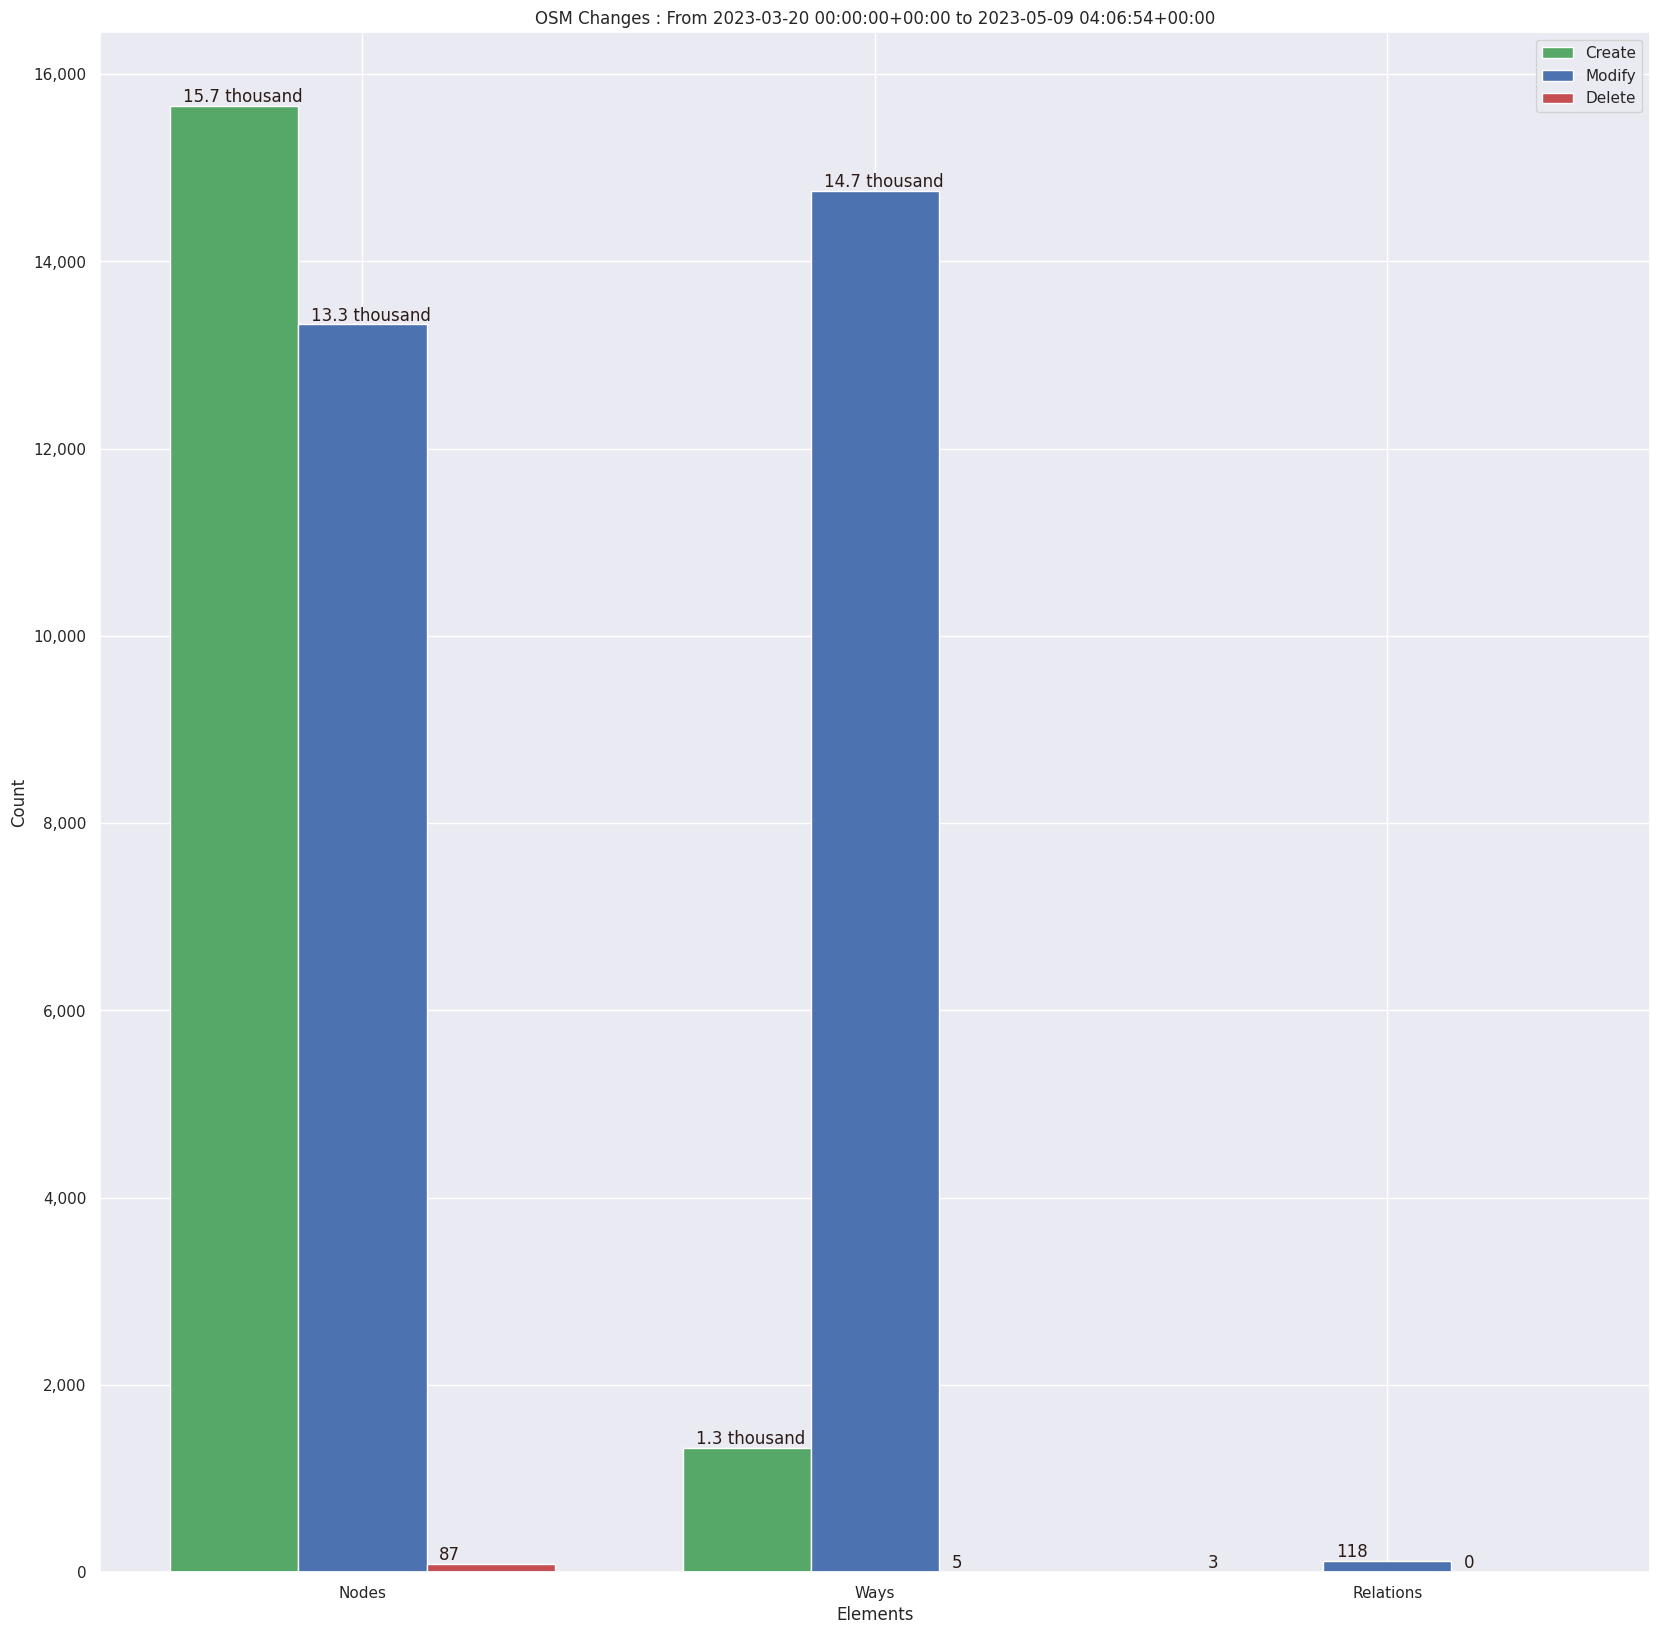 OSM Changes : From 2023-03-20 00:00:00+00:00 to 2023-05-09 04:06:54+00:00
Create
Modify
Delete
16,000
14,000
12,000
10,000
8,000
6,000
4,000
2,000
0
Count
15.7 thousand
13.3 thousand
87
1.3 thousand
14.7 thousand
5
3
118
0
Nodes
Ways
Relations
Elements